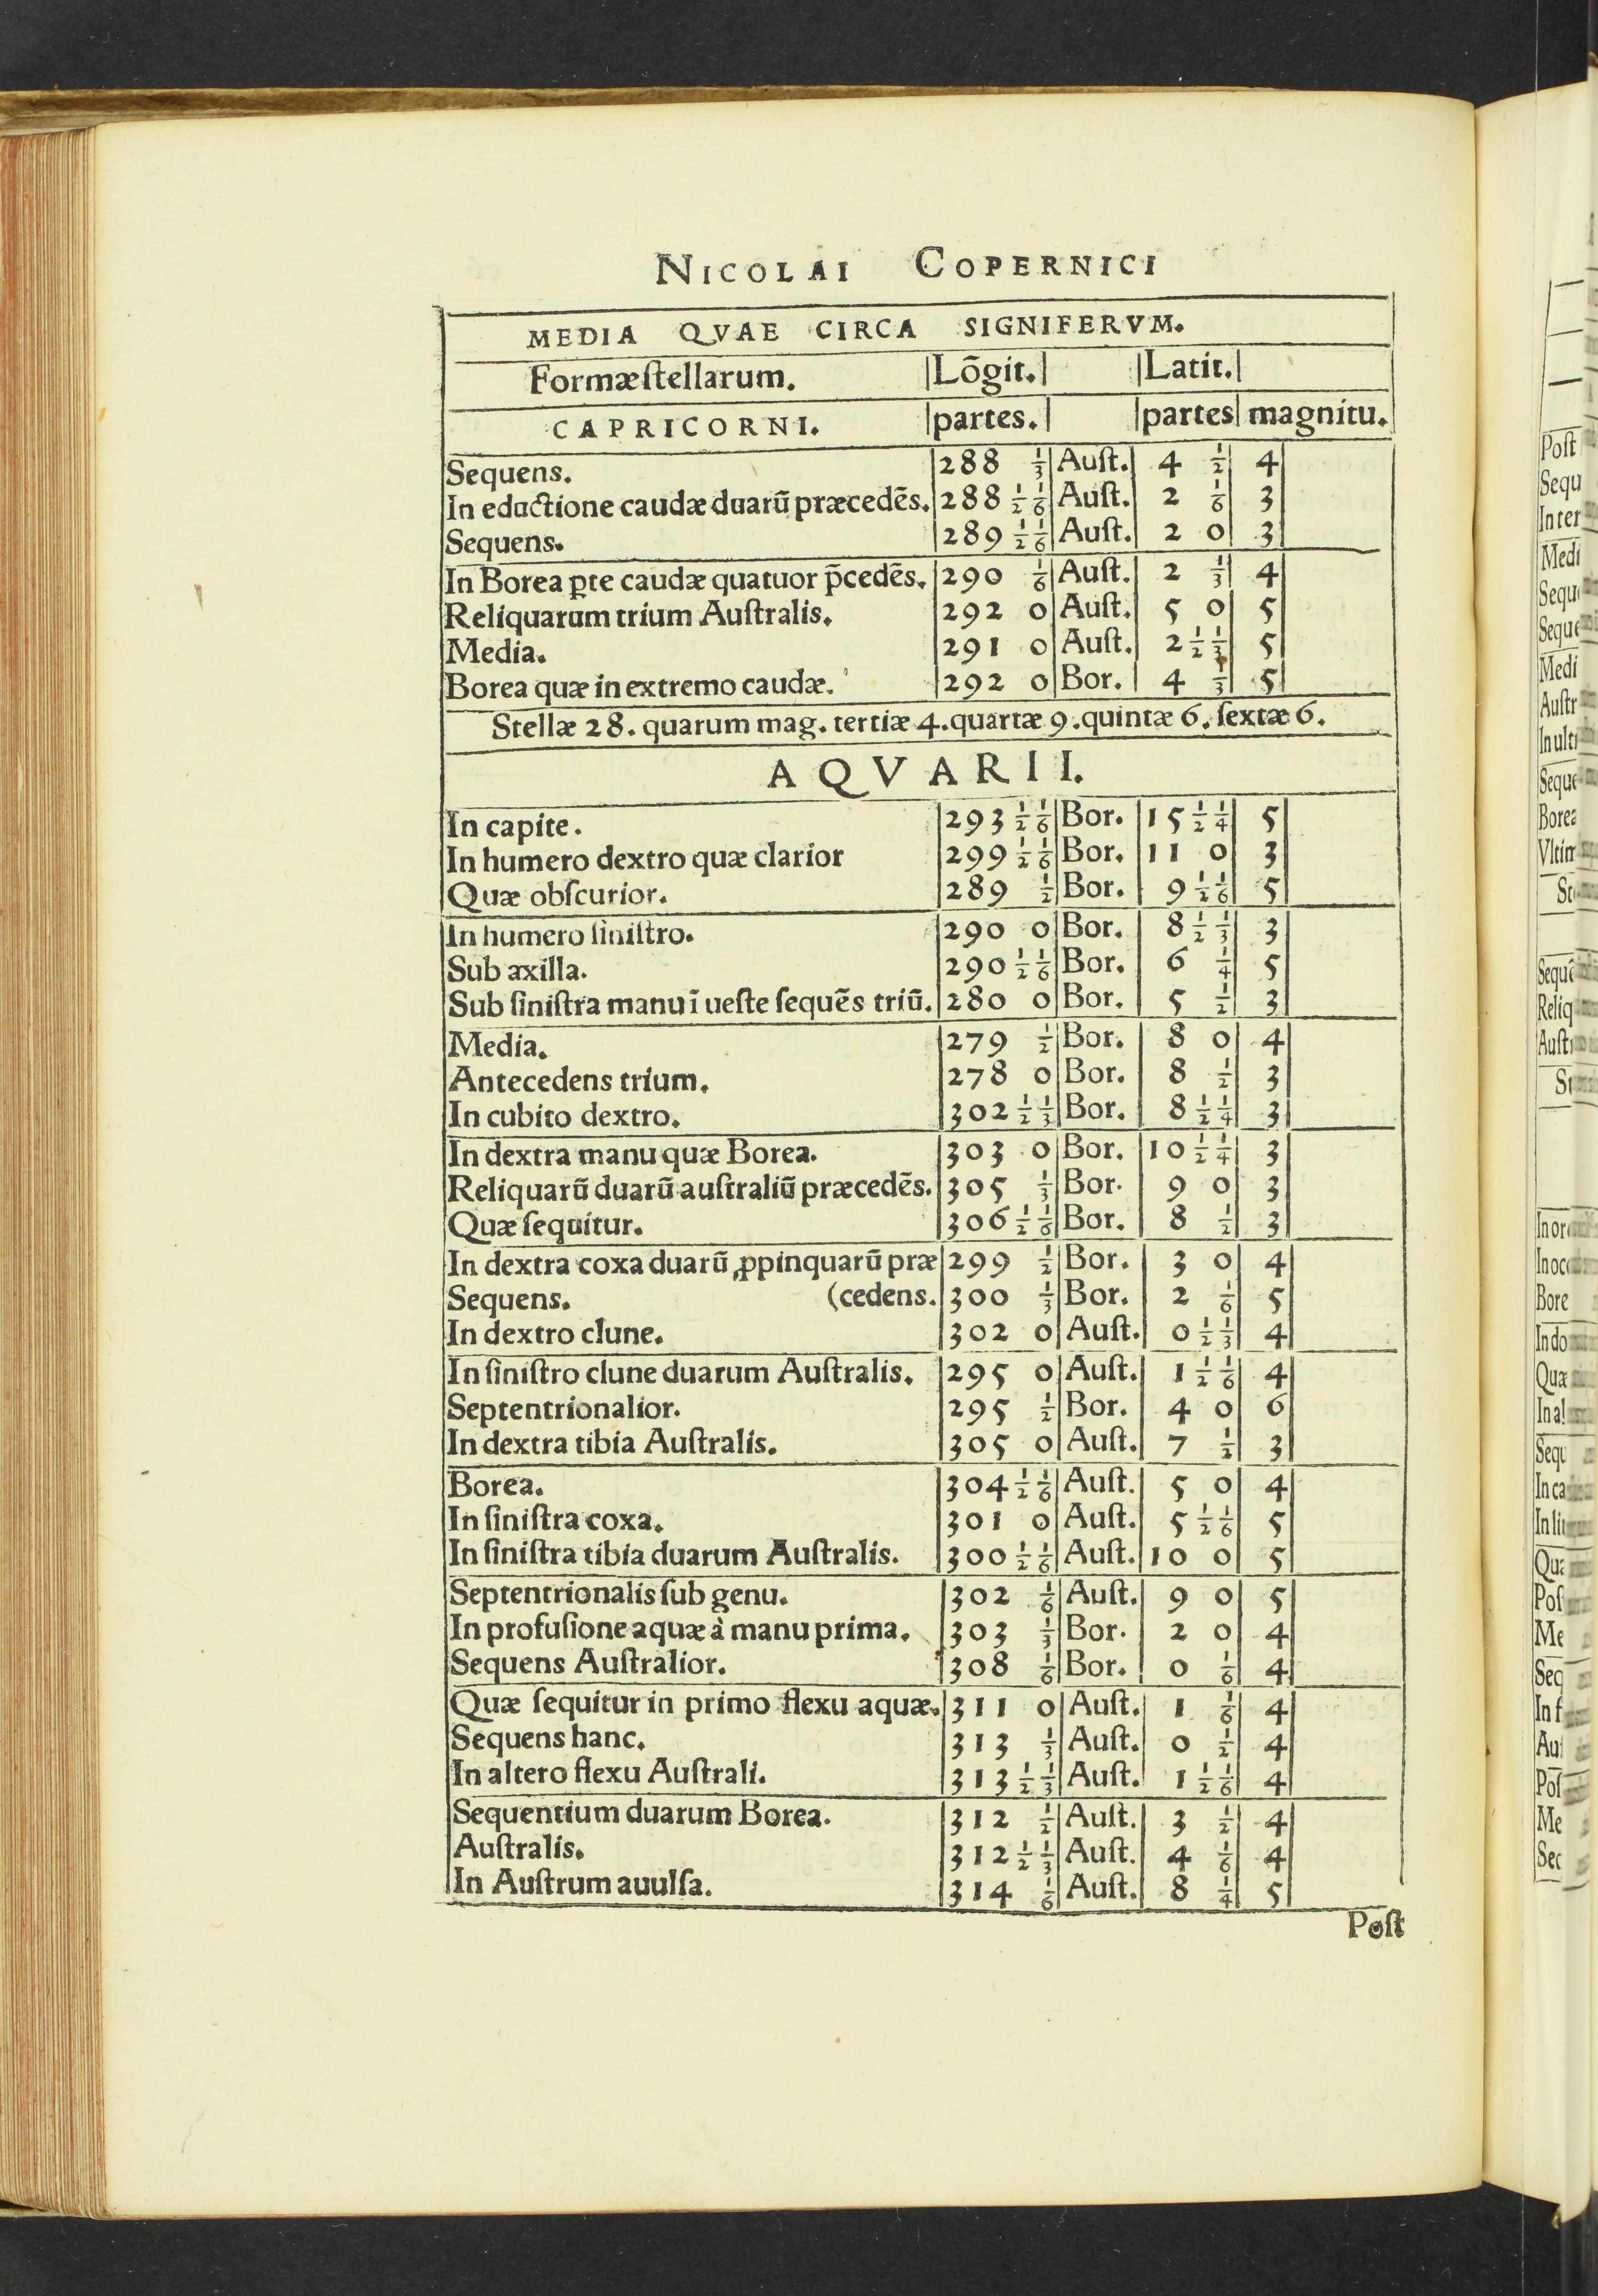 NICOLAI COPERNICI
MEDIA QVAE CIRCA SIGNIFERVM.
Formæſtellarum. Lõgit. Latit.
CAPRICORNI. partes. partes magnitu.
Sequens. 288 1/3 Auſt. 4 1/2 4
In eductione caudæ duarũ præcedẽs. 288 1/2 1/6 Auſt. 2 1/6 3
Sequens. 289 1/2 1/6 Auſt. 2 0 3
In Borea ꝑte caudæ quatuor p̃cedẽs. 290 1/6 Auſt. 2 1/3 4
Reliquarum trium Auſtralis. 292 0 Auſt. 5 0 5
Media. 291 0 Auſt. 2 1/2 1/3 5
Borea quæ in extremo caudæ. 292 0 Bor. 4 1/3 5
Stellæ 28. quarum mag. tertiæ 4. quartæ 9. quintæ 6. ſextæ 6.
AQVARII.
In capite. 293 1/2 1/6 Bor. 15 1/2 1/4 5
In humero dextro quæ clarior 299 1/2 1/6 Bor. 11 0 3
Quæ obſcurior. 289 1/2 Bor. 9 1/2 1/6 5
In humero ſiniſtro. 290 0 Bor. 8 1/2 1/3 3
Sub axilla. 290 1/2 1/6 Bor. 6 1/4 5
Sub ſiniſtra manu ĩ ueſte ſequẽs triũ. 280 0 Bor. 5 1/2 3
Media. 279 1/2 Bor. 8 0 4
Antecedens trium. 278 0 Bor. 8 1/2 3
In cubito dextro. 302 1/2 1/3 Bor. 8 1/2 1/4 3
In dextra manu quæ Borea. 303 0 Bor. 10 1/2 1/4 3
Reliquarũ duarũ auſtraliũ præcedẽs. 305 1/3 Bor. 9 0 3
Quæ ſequitur. 306 1/2 1/6 Bor. 8 1/2 3
In dextra coxa duarũ ꝓpinquarũ præ 299 1/2 Bor. 3 0 4
Sequens. (cedens. 300 1/3 Bor. 2 1/6 5
In dextro clune. 302 0 Auſt. 0 1/2 1/3 4
In ſiniſtro clune duarum Auſtralis. 295 0 Auſt. 1 1/2 1/6 4
Septentrionalior. 295 1/2 Bor. 4 0 6
In dextra tibia Auſtralis. 305 0 Auſt. 7 1/2 3
Borea. 304 1/2 1/6 Auſt. 5 0 4
In ſiniſtra coxa. 301 0 Auſt. 5 1/2 1/6 5
In ſiniſtra tibia duarum Auſtralis. 300 1/2 1/6 Auſt. 10 0 5
Septentrionalis ſub genu. 302 1/6 Auſt. 9 0 5
In profuſione aquæ à manu prima. 303 1/3 Bor. 2 0 4
Sequens Auſtralior. 308 1/6 Bor. 0 1/6 4
Quæ ſequitur in primo flexu aquæ. 311 0 Auſt. 1 1/6 4
Sequens hanc. 313 1/3 Auſt. 0 1/2 4
In altero flexu Auſtrali. 313 1/2 1/3 Auſt. 1 1/2 1/6 4
Sequentium duarum Borea. 312 1/2 Auſt. 3 1/2 4
Auſtralis. 312 1/2 1/3 Auſt. 4 1/6 4
In Auſtrum auulſa. 314 1/6 Auſt. 8 1/4 5
Poſt